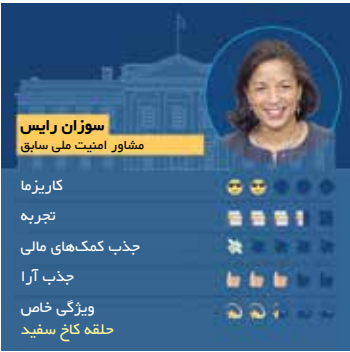 سوزان رایس
مشاور امنیت ملی سابق
کاریزما
تجربه
جذب کمک‌های مالی
جذب آرا
ویژگی خاص
حلقه کاخ سفید